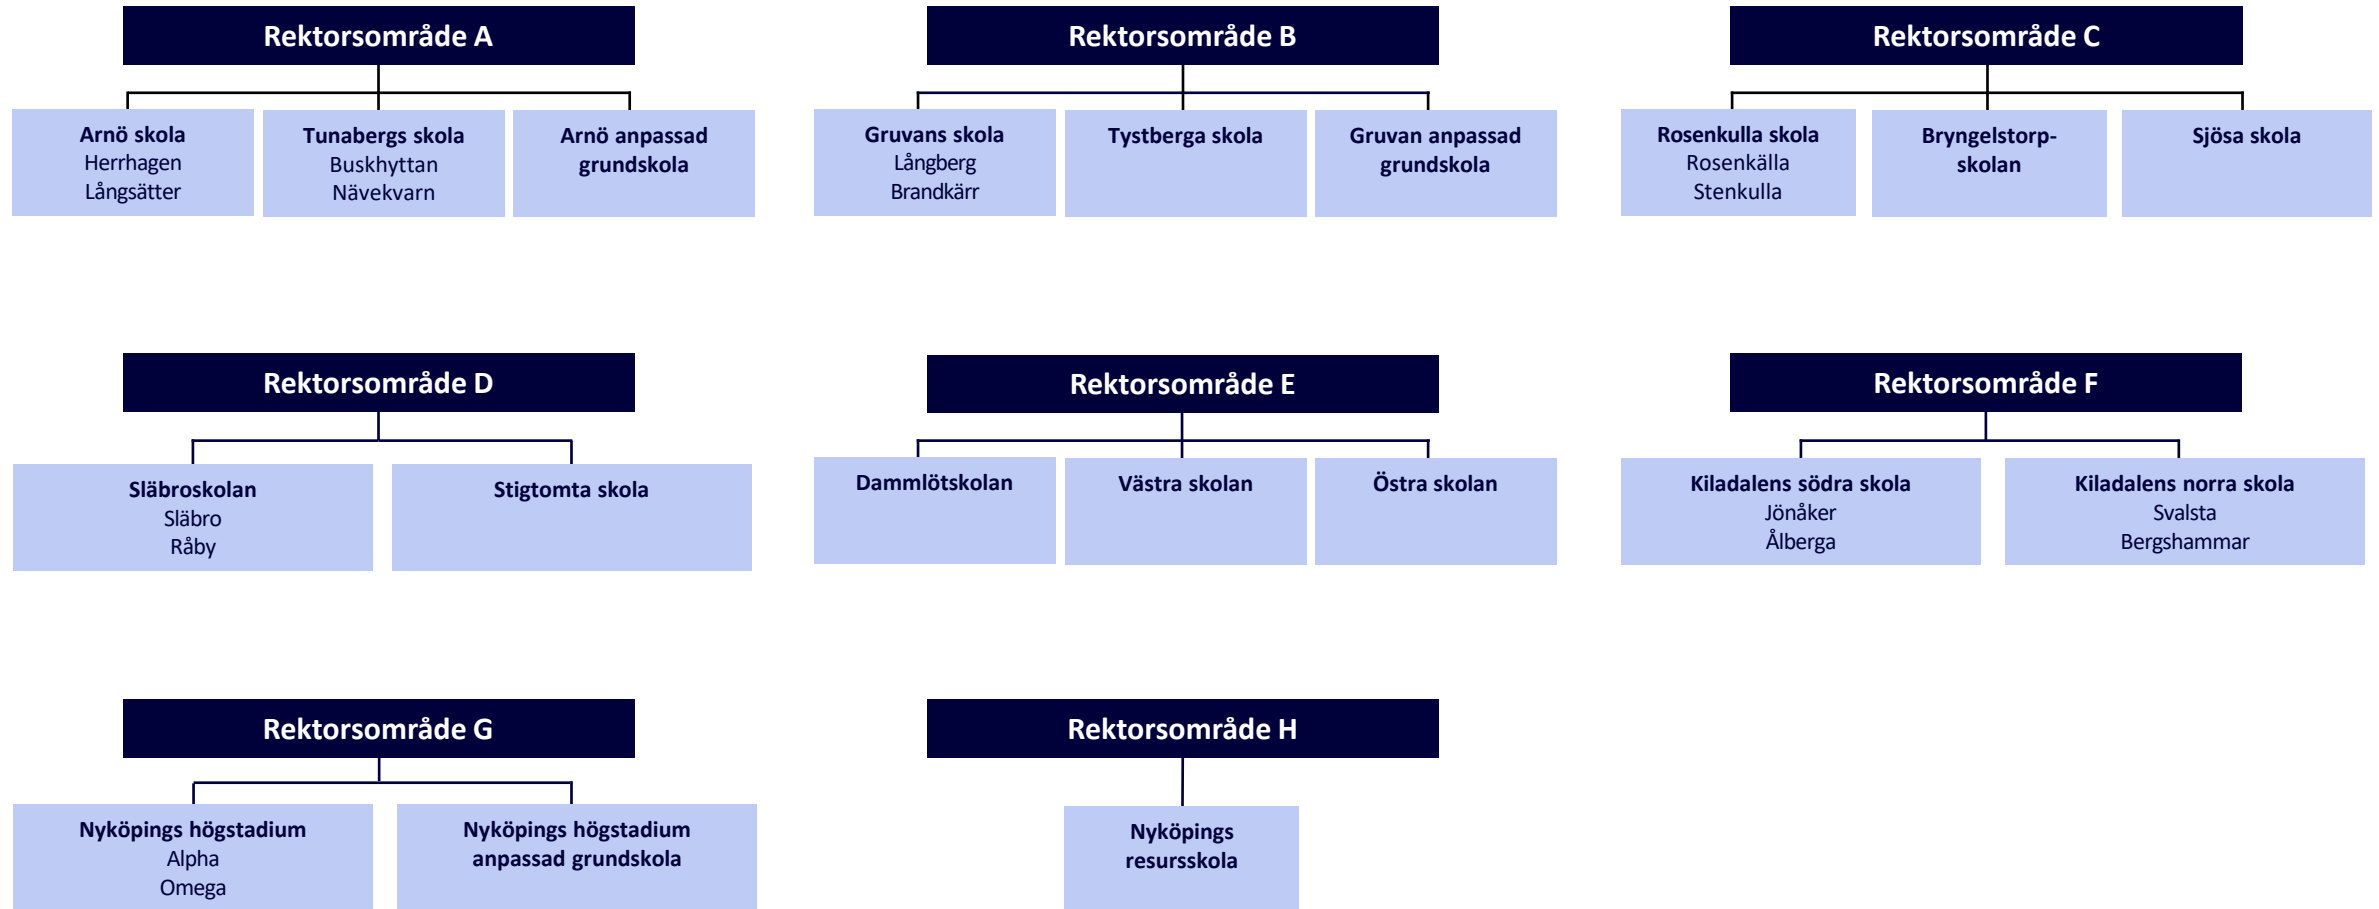 Rektorsområde A
Arnö skola
Herrhagen
Långsätter
Tunabergs skola
Buskhyttan
Nävekvarn
Arnö anpassad
grundskola
Rektorsområde B
Gruvans skola
Långberg
Brandkärr
Tystberga skola
Gruvan anpassad
grundskola
Rektorsområde C
Rosenkulla skola
Rosenkälla
Stenkulla
Bryngelstorp-
skolan
Sjösa skola
Rektorsområde D
Släbroskolan
Släbro
Råby
Stigtomta skola
Rektorsområde E
Dammlötskolan
Västra skolan
Östra skolan
Rektorsområde F
Kiladalens södra skola
Jönåker
Ålberga
Kiladalens norra skola
Svalsta
Bergshammar
Rektorsområde G
Nyköpings högstadium
Alpha
Omega
Nyköpings högstadium
anpassad grundskola
Rektorsområde H
Nyköpings
resursskola